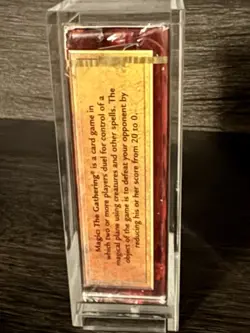 Magic: The Gathering® is a card game in
which two or more players duel for control of a
magical plane using creatures and other spells. The
object of the game is to defeat your opponent by
reducing his or her score from 20 to 0.